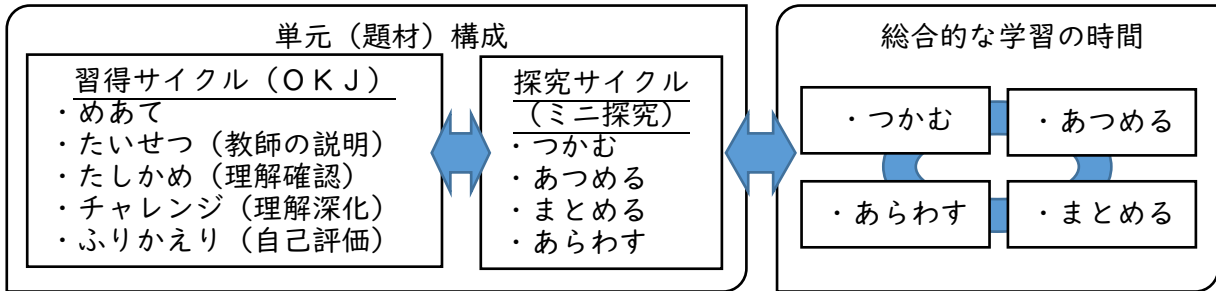 単元（題材）構成
習得サイクル（ＯＫＪ）
・めあて
・たいせつ（教師の説明）
・たしかめ（理解確認）
・チャレンジ（理解深化）
・ふりかえり（自己評価）
探究サイクル
（ミニ探究）
・つかむ
・あつめる
・まとめる
・あらわす
総合的な学習の時間
・つかむ
・あつめる
・あらわす
・まとめる